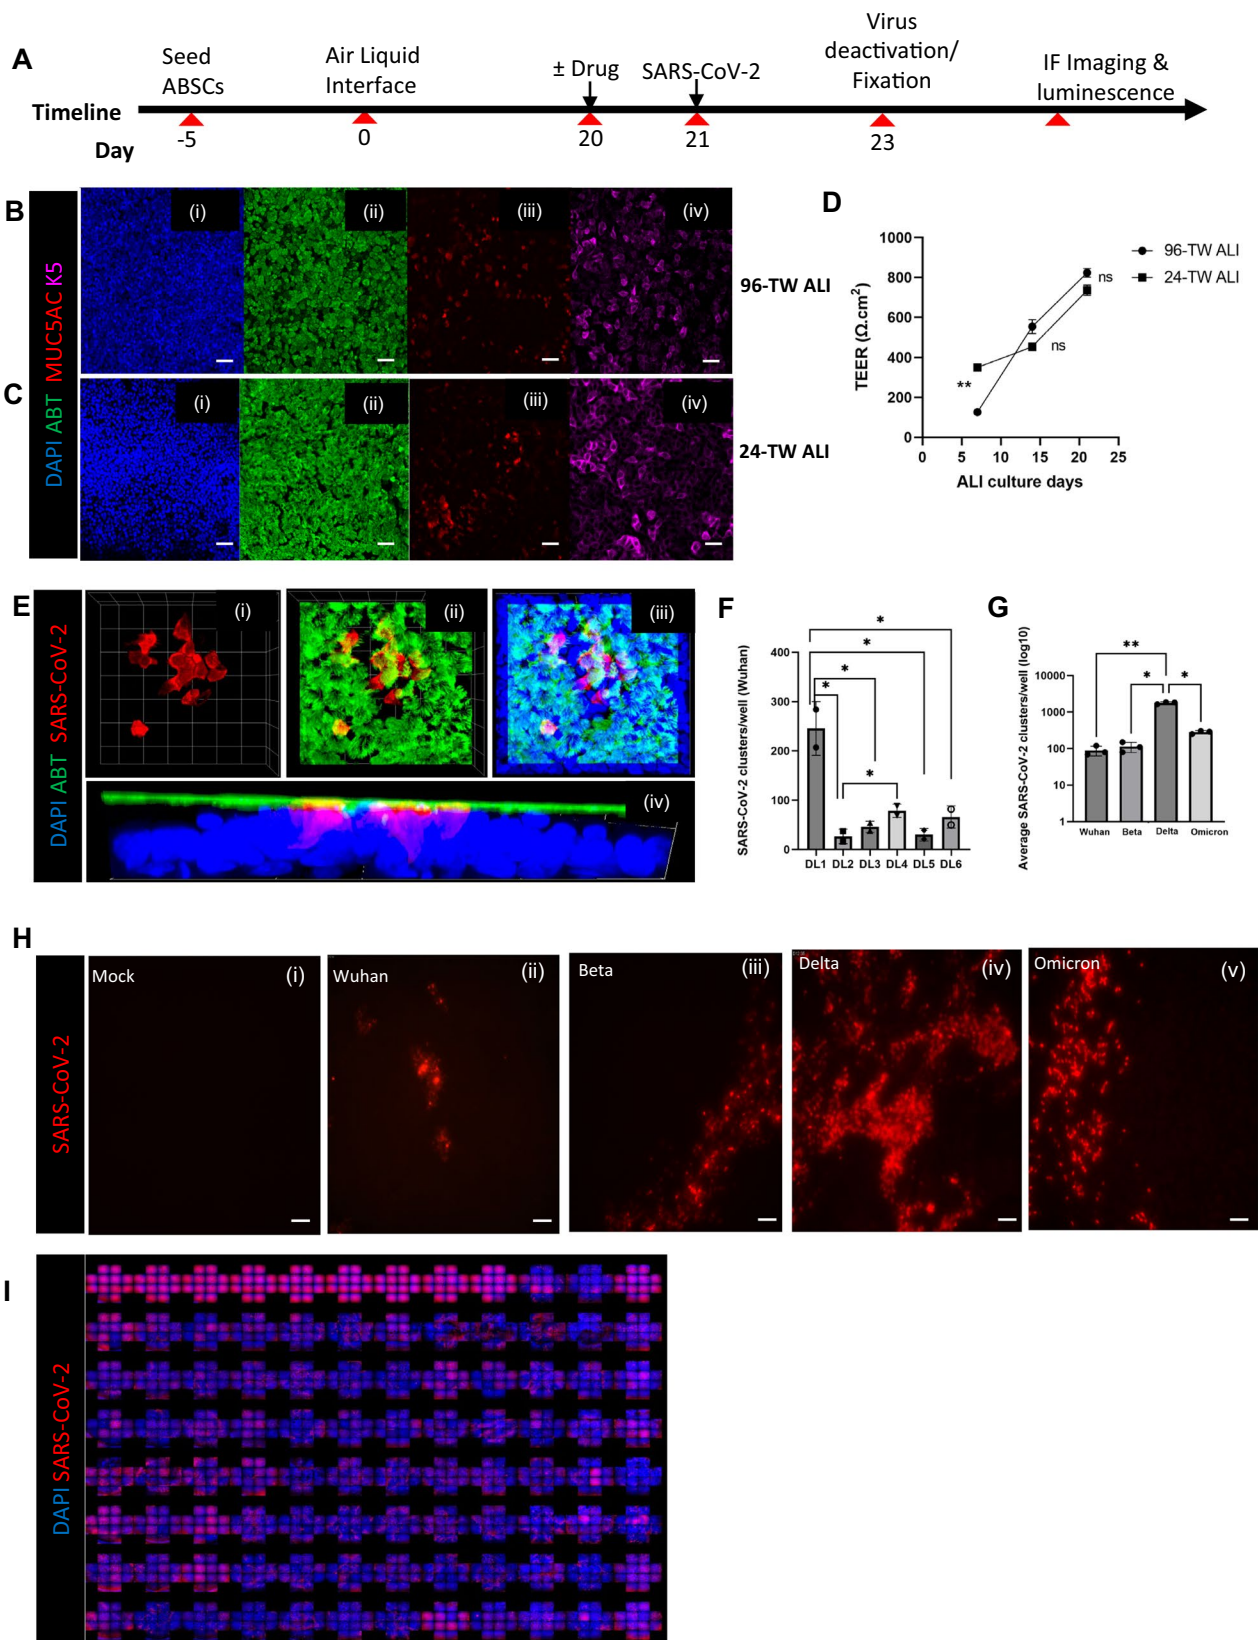 A
Seed
ABSCs
Air Liquid
Interface
± Drug
SARS-CoV-2
Virus
deactivation/
Fixation
IF Imaging &
luminescence
Timeline
Day
-5
0
20
21
23
B
C
DAPI ABT MUC5AC K5
(i)
(ii)
(iii)
(iv)
96-TW ALI
(i)
(ii)
(iii)
(iv)
24-TW ALI
D
TEER (Ω.cm²)
1000
800
600
400
200
0
0
5
10
15
20
25
ALI culture days
**
ns
ns
96-TW ALI
24-TW ALI
E
DAPI ABT SARS-CoV-2
(i)
(ii)
(iii)
(iv)
F
SARS-CoV-2 clusters/well (Wuhan)
400
300
200
100
0
*
*
*
*
*
DL1
DL2
DL3
DL4
DL5
DL6
G
Average SARS-CoV-2 clusters/well (log10)
10000
1000
100
10
1
**
*
*
Wuhan
Beta
Delta
Omicron
H
SARS-CoV-2
Mock
(i)
Wuhan
(ii)
Beta
(iii)
Delta
(iv)
Omicron
(v)
I
DAPI SARS-CoV-2